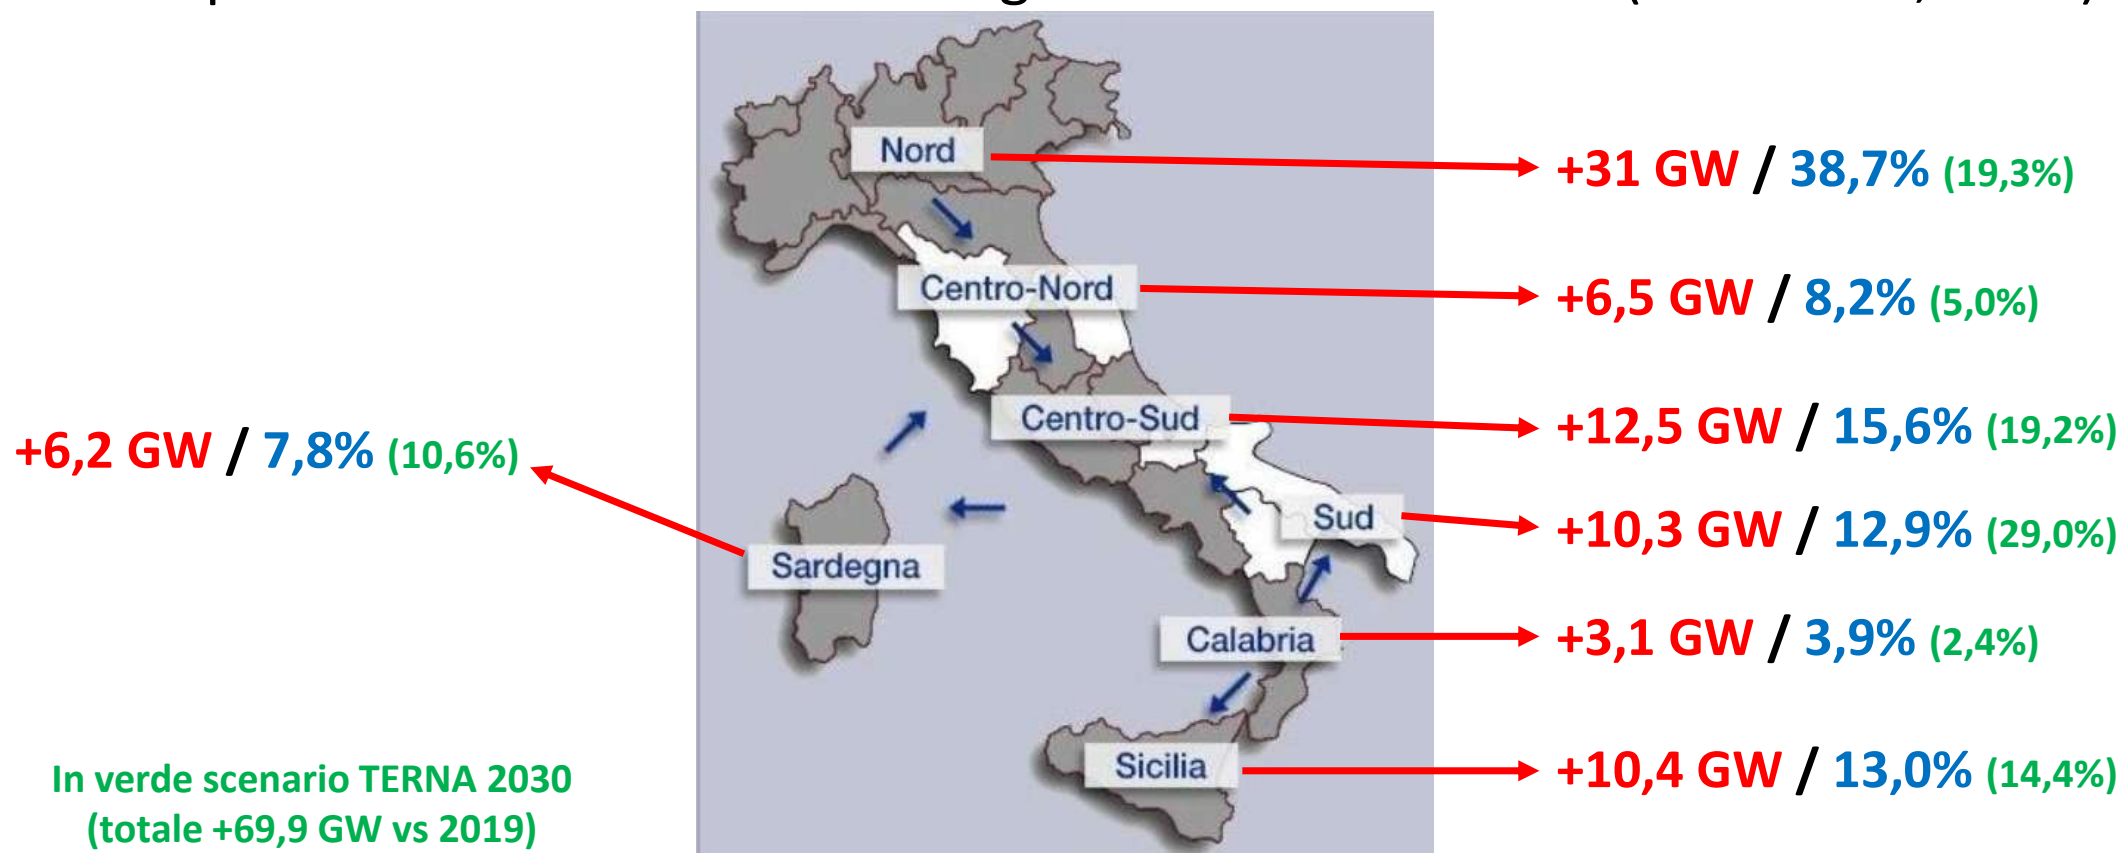 Nord
+31 GW / 38,7% (19,3%)
Centro-Nord
+6,5 GW / 8,2% (5,0%)
Centro-Sud
+12,5 GW / 15,6% (19,2%)
+6,2 GW / 7,8% (10,6%)
Sud
+10,3 GW / 12,9% (29,0%)
Sardegna
Calabria
+3,1 GW / 3,9% (2,4%)
Sicilia
+10,4 GW / 13,0% (14,4%)
In verde scenario TERNA 2030
(totale +69,9 GW vs 2019)